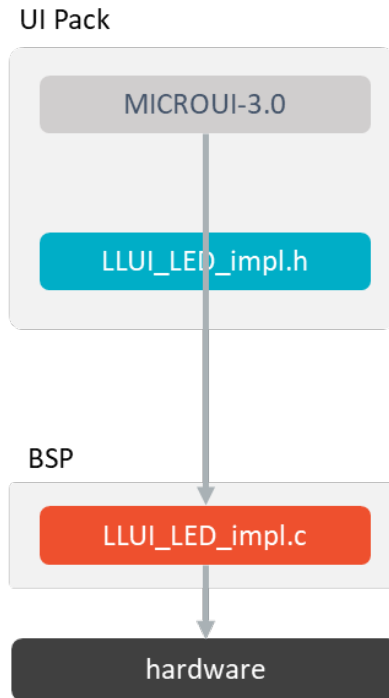 UI Pack
MICROUI-3.0
LLUI_LED_impl.h
BSP
LLUI_LED_impl.c
hardware